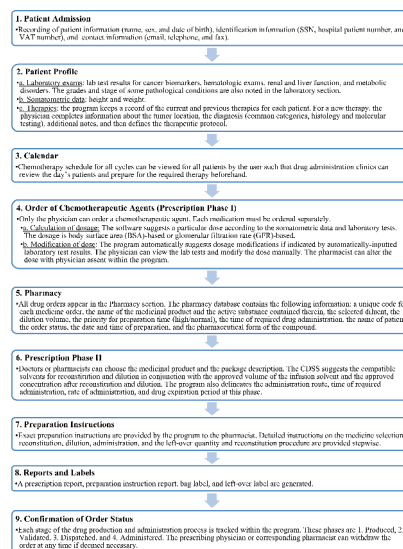 1. Patient Admission
•Recording of patient information (name, sex, and date of birth), identification information (SSN, hospital patient number, and
VAT number), and contact information (email, telephone, and fax).
2. Patient Profile
•a. Laboratory exams: lab test results for cancer biomarkers, hematologic exams, renal and liver function, and metabolic
disorders. The grades and stage of some pathological conditions are also noted in the laboratory section.
•b. Somatometric data: height and weight.
•c. Therapies: the program keeps a record of the current and previous therapies for each patient. For a new therapy, the
physician completes information about the tumor, the diagnosis (common categories, histology and molecular
testing), additional notes, and then defines the therapeutic protocol.
3. Calendar
•Chemotherapy schedule for all cycles can be viewed for all patients by the user such that drug administration clinics can
review the day's patients and prepare for the required therapy beforehand.
4. Order of Chemotherapeutic Agents (Prescription Phase I)
•Only the physician can order a chemotherapeutic agent. Each medication must be ordered separately.
•a. Calculation of dosage: The software suggests a particular dose according to the somatometric data and laboratory tests.
The dosage is body surface area (BSA)-based or glomerular filtration rate (GFR)-based.
•b. Modification of dose: The program automatically suggests dosage modifications if indicated by automatically-inputted
laboratory test results. The physician can view the lab tests and modify the dose manually. The pharmacist can alter the
dose with physician assent within the program.
5. Pharmacy
•All drug orders appear in the Pharmacy section. The pharmacy database contains the following information: a unique code fo
each medicine order, the name of the medicinal product and the active substance contained therein, the selected diluent, the
dilution volume, the priority for preparation time (high/normal), the time of required drug administration, the name of patien
the order status, the date and time of preparation, and the pharmaceutical form of the compound.
6. Prescription Phase II
•Doctors or pharmacists can choose the medicinal product and the package description. The CDSS suggests the compatible
solvents for reconstitution and dilution in conjunction with the approved volume of the infusion solvent and the approved
concentration after reconstitution and dilution. The program also delineates the administration route, time of required
administration, rate of administration, and drug expiration period at this phase.
7. Preparation Instructions
•Exact preparation instructions are provided by the program to the pharmacist. Detailed instructions on the medicine selection
reconstitution, dilution, administration, and the left-over quantity and reconstitution procedure are provided stepwise.
8. Reports and Labels
•A prescription report, preparation instruction report, bag label, and left-over label are generated.
9. Confirmation of Order Status
•Each stage of the drug production and administration process is tracked within the program. These phases are 1. Produced, 2.
Validated, 3. Dispatched, and 4. Administered. The prescribing physician or corresponding pharmacist can withdraw the
order at any time if deemed necessary.